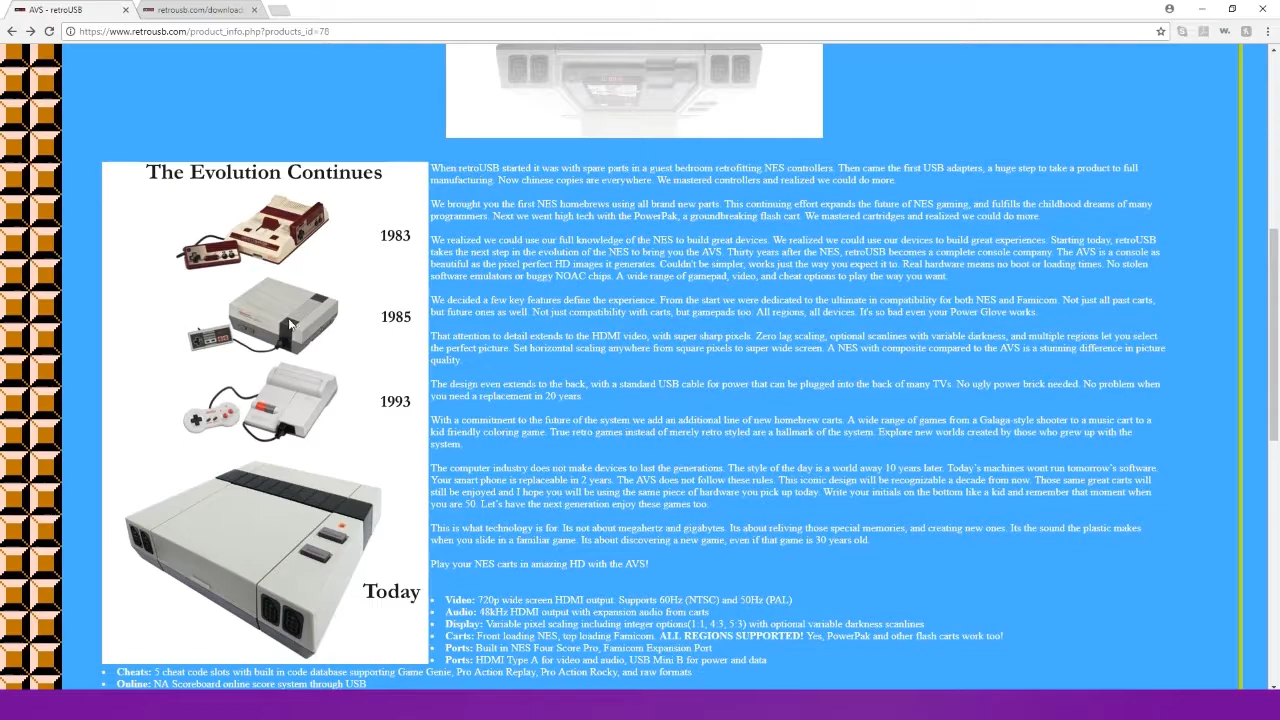 AVS - retroUSB
retrousb.com/download
https://www.retrousb.com/product_info.php?products_id=78
The Evolution Continues
1983
1985
1993
Today
When retroUSB started it was with spare parts in a guest bedroom retrofitting NES controllers. Then came the first USB adapters, a huge step to take a product to full
manufacturing. Now chinese copies are everywhere. We mastered controllers and realized we could do more.
We brought you the first NES homebrews using all brand new parts. This continuing effort expands the future of NES gaming, and fulfills the childhood dreams of many
programmers. Next we went high tech with the PowerPak, a groundbreaking flash cart. We mastered cartridges and realized we could do more.
We realized we could use our full knowledge of the NES to build great devices. We realized we could use our devices to build great experiences. Starting today, retroUSB
takes the next step in the evolution of the NES to bring you the AVS. Thirty years after the NES, retroUSB becomes a complete console company. The AVS is a console as
beautiful as the pixel perfect HD images it generates. Couldn't be simpler, works just the way you expect it to. Real hardware means no boot or loading times. No stolen
software emulators or buggy NOAC chips. A wide range of gamepad, video, and cheat options to play the way you want.
We decided a few key features define the experience. From the start we were dedicated to the ultimate in compatibility for both NES and Famicom. Not just all past carts,
but future ones as well. Not just compatibility with carts, but gamepads too. All regions, all devices. It's so bad even your Power Glove works.
That attention to detail extends to the HDMI video, with super sharp pixels. Zero lag scaling, optional scanlines with variable darkness, and multiple regions let you select
the perfect picture. Set horizontal scaling anywhere from square pixels to super wide screen. A NES with composite compared to the AVS is a stunning difference in picture
quality.
The design even extends to the back, with a standard USB cable for power that can be plugged into the back of many TVs. No ugly power brick needed. No problem when
you need a replacement in 20 years.
With a commitment to the future of the system we add an additional line of new homebrew carts. A wide range of games from a Galaga-style shooter to a music cart to a
kid friendly coloring game. True retro games instead of merely retro styled are a hallmark of the system. Explore new worlds created by those who grew up with the
system.
The computer industry does not make devices to last the generations. The style of the day is a world away 10 years later. Today's machines wont run tomorrow's software.
Your smart phone is replaceable in 2 years. The AVS does not follow these rules. This iconic design will be recognizable a decade from now. Those same great carts will
still be enjoyed and I hope you will be using the same piece of hardware you pick up today. Write your initials on the bottom like a kid and remember that moment when
you are 50. Let's have the next generation enjoy these games too.
This is what technology is for. Its not about megahertz and gigabytes. Its about reliving those special memories, and creating new ones. Its the sound the plastic makes
when you slide in a familiar game. Its about discovering a new game, even if that game is 30 years old.
Play your NES carts in amazing HD with the AVS!
• Video: 720p wide screen HDMI output. Supports 60Hz (NTSC) and 50Hz (PAL)
• Audio: 48kHz HDMI output with expansion audio from carts
• Display: Variable pixel scaling including integer options(1:1, 4:3, 5:3) with optional variable darkness scanlines
• Carts: Front loading NES, top loading Famicom. ALL REGIONS SUPPORTED! Yes, PowerPak and other flash carts work too!
• Ports: Built in NES Four Score Pro, Famicom Expansion Port
• Ports: HDMI Type A for video and audio, USB Mini B for power and data
• Cheats: 5 cheat code slots with built in code database supporting Game Genie, Pro Action Replay, Pro Action Rocky, and raw formats
• Online: NA Scoreboard online score system through USB